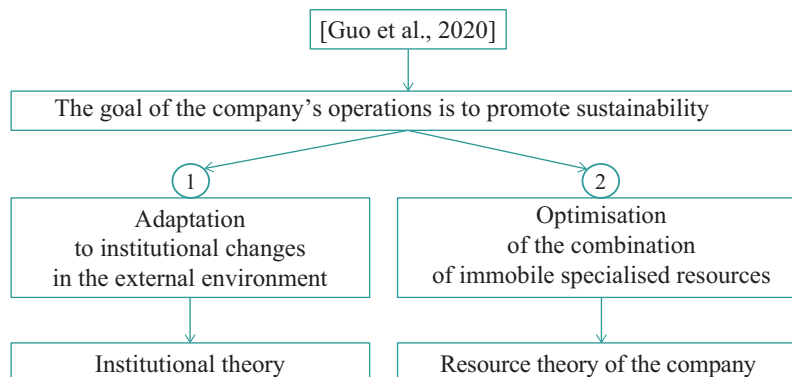 [Guo et al., 2020]
The goal of the company’s operations is to promote sustainability
1
Adaptation
to institutional changes
in the external environment
Institutional theory
2
Optimisation
of the combination
of immobile specialised resources
Resource theory of the company